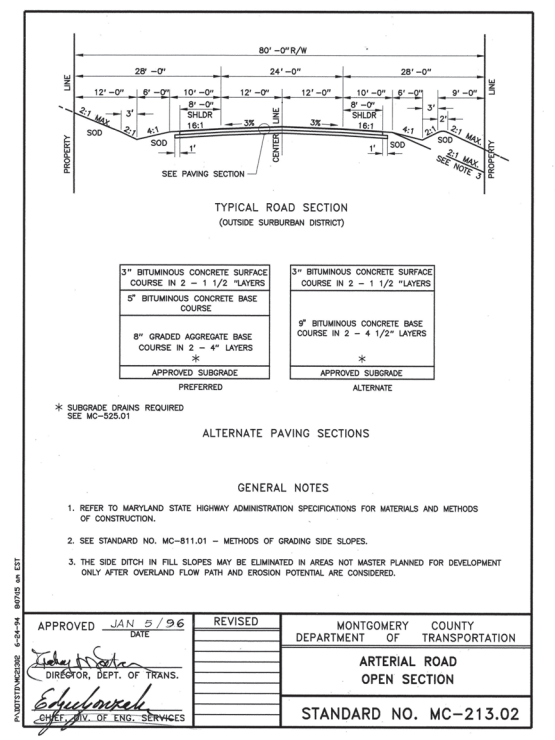 80' -0"R/W
28' -0"
24' -0"
28' -0"
12' -0"
6' -0"
10' -0"
12' -0"
12' -0"
10' -0"
6' -0"
9' -0"
LINE
PROPERTY
2:1 MAX.
3'
8' -0"
SHLDR
16:1
3%
LINE
CENTER
3%
8' -0"
SHLDR
16:1
3'
2'
LINE
PROPERTY
SOD
2:1
4:1
SOD
1'
1'
4:1
SOD
2:1
2:1 MAX.
SOD
2:1 MAX.
SEE NOTE 3
SEE PAVING SECTION
TYPICAL ROAD SECTION
(OUTSIDE SURBURBAN DISTRICT)
3" BITUMINOUS CONCRETE SURFACE
COURSE IN 2 - 1 1/2 "LAYERS
5" BITUMINOUS CONCRETE BASE
COURSE
8" GRADED AGGREGATE BASE
COURSE IN 2 - 4" LAYERS
*
APPROVED SUBGRADE
PREFERRED
3" BITUMINOUS CONCRETE SURFACE
COURSE IN 2 - 1 1/2 "LAYERS
9" BITUMINOUS CONCRETE BASE
COURSE IN 2 - 4 1/2" LAYERS
*
APPROVED SUBGRADE
ALTERNATE
* SUBGRADE DRAINS REQUIRED
SEE MC-525.01
ALTERNATE PAVING SECTIONS
GENERAL NOTES
1. REFER TO MARYLAND STATE HIGHWAY ADMINISTRATION SPECIFICATIONS FOR MATERIALS AND METHODS
OF CONSTRUCTION.
2. SEE STANDARD NO. MC-811.01 - METHODS OF GRADING SIDE SLOPES.
3. THE SIDE DITCH IN FILL SLOPES MAY BE ELIMINATED IN AREAS NOT MASTER PLANNED FOR DEVELOPMENT
ONLY AFTER OVERLAND FLOW PATH AND EROSION POTENTIAL ARE CONSIDERED.
6-24-94
am EST
APPROVED JAN 5/96
DATE
DIRECTOR, DEPT. OF TRANS.
CHIEF, DIV. OF ENG. SERVICES
REVISED
MONTGOMERY COUNTY
DEPARTMENT OF TRANSPORTATION
ARTERIAL ROAD
OPEN SECTION
STANDARD NO. MC-213.02